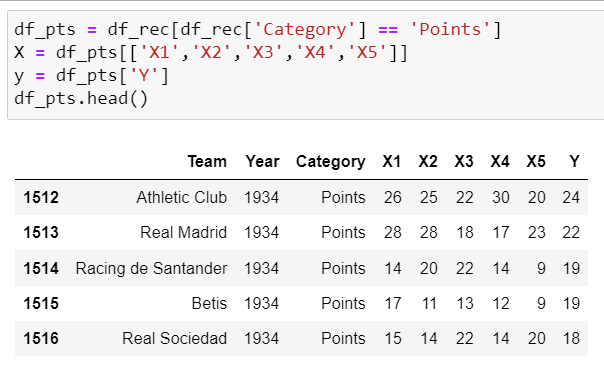 df_pts = df_rec[df_rec['Category'] == 'Points']
X = df_pts[['X1','X2','X3','X4','X5']]
y = df_pts['Y']
df_pts.head()
Team Year Category X1 X2 X3 X4 X5 Y
1512 Athletic Club 1934 Points 26 25 22 30 20 24
1513 Real Madrid 1934 Points 28 28 18 17 23 22
1514 Racing de Santander 1934 Points 14 20 22 14 9 19
1515 Betis 1934 Points 17 11 13 12 9 19
1516 Real Sociedad 1934 Points 15 14 22 14 20 18